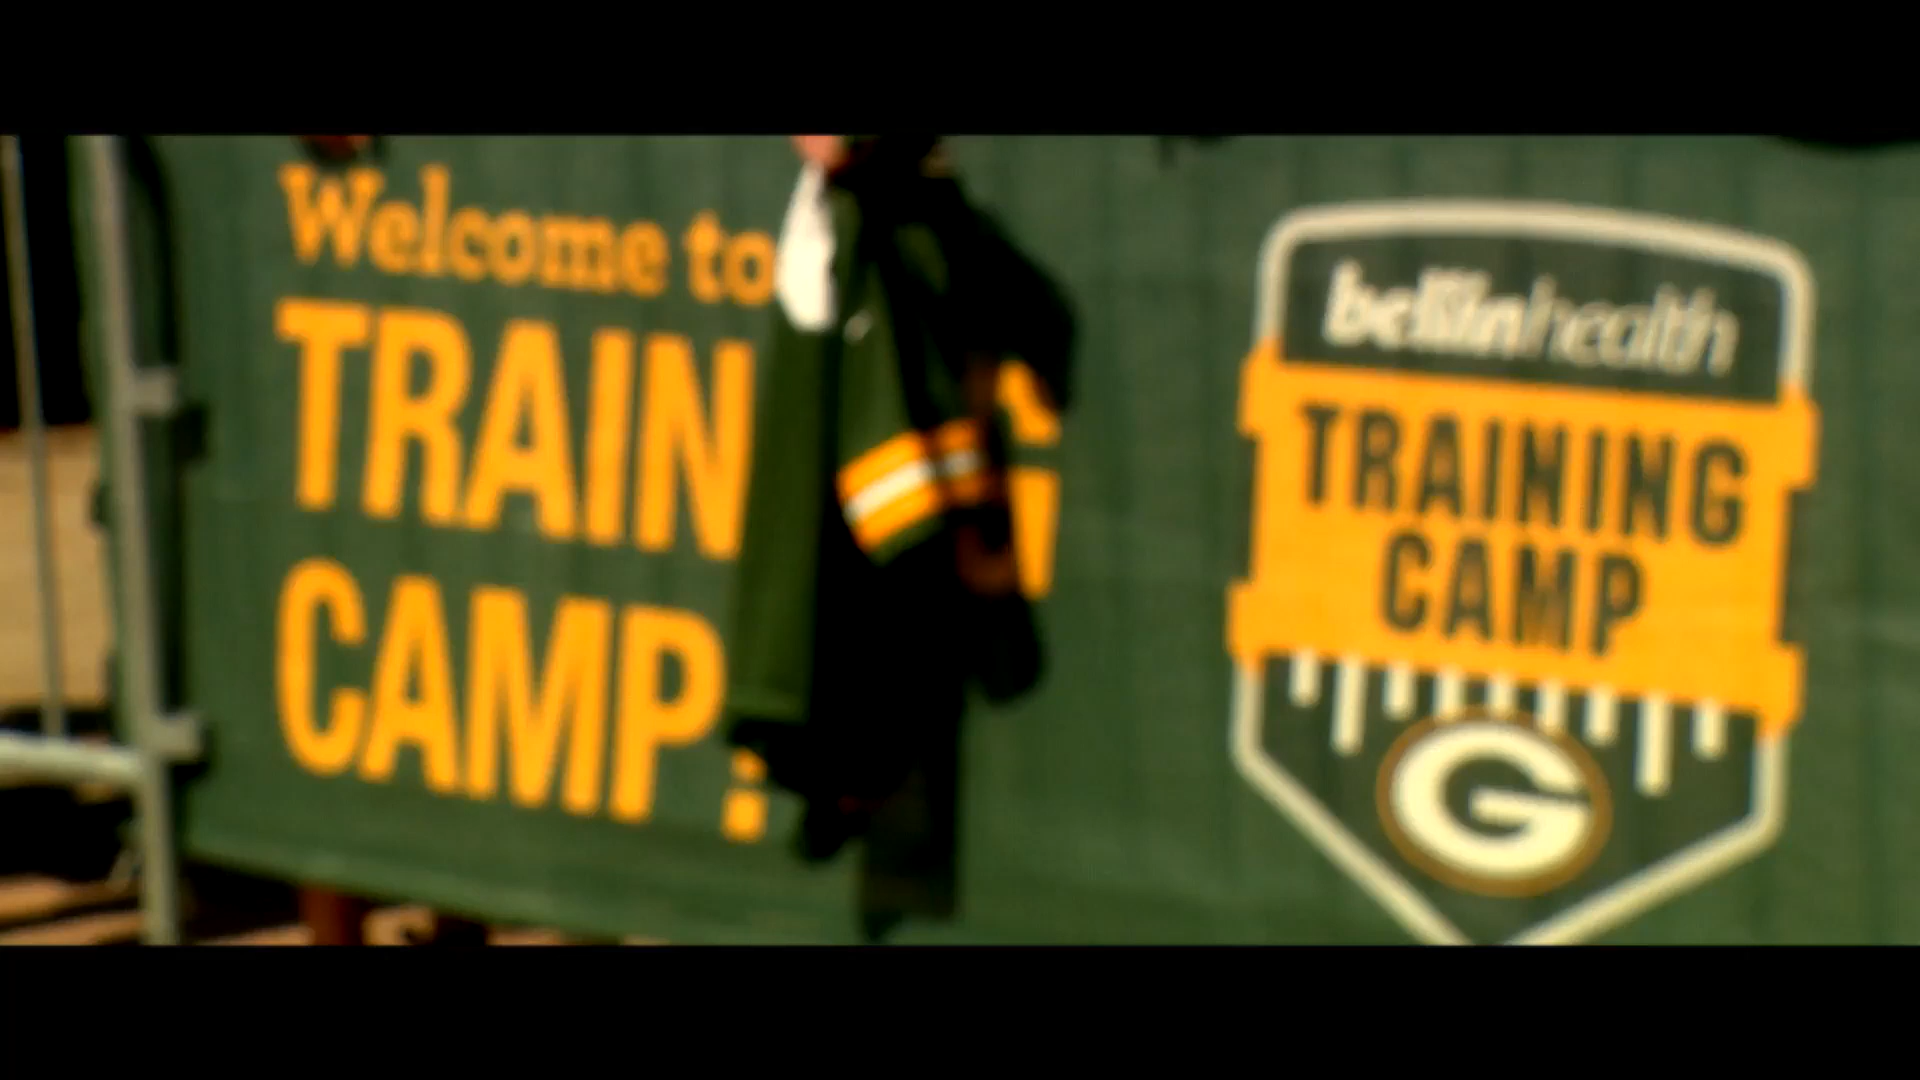 Welcome to
TRAIN G
CAMP!
bellinhealth
TRAINING
CAMP
G